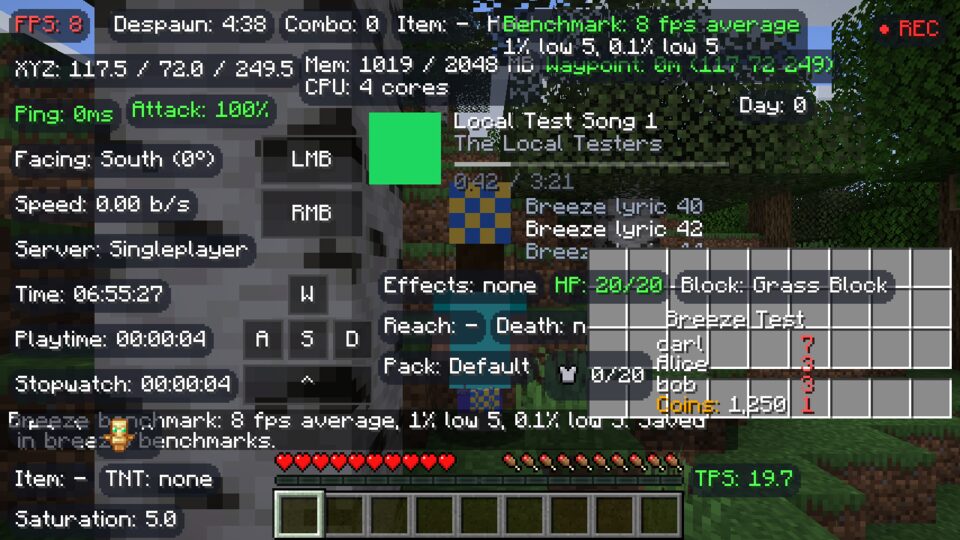 FPS: 8
Despawn: 4:38
Combo: 0
Item: -
Benchmark: 8 fps average
1% low 5, 0.1% low 5
REC
XYZ: 117.5 / 72.0 / 249.5
Mem: 1019 / 2048 MB
CPU: 4 cores
Waypoint: 0m (117 72 249)
Day: 0
Ping: 0ms
Attack: 100%
Local Test Song 1
The Local Testers
0:42 / 3:21
Facing: South (0°)
LMB
Speed: 0.00 b/s
RMB
Breeze lyric 40
Breeze lyric 42
Breeze
Server: Singleplayer
Effects: none
HP: 20/20
Block: Grass Block
Time: 06:55:27
W
Breeze Test
Reach: -
Death:
Playtime: 00:00:04
A S D
darl 7
Alice
bob 3
Pack: Default
0/20
Stopwatch: 00:00:04
^
Coins: 1,250 1
Breeze benchmark: 8 fps average, 1% low 5, 0.1% low 5. Saved
in breeze benchmarks.
Item: -
TNT: none
TPS: 19.7
Saturation: 5.0